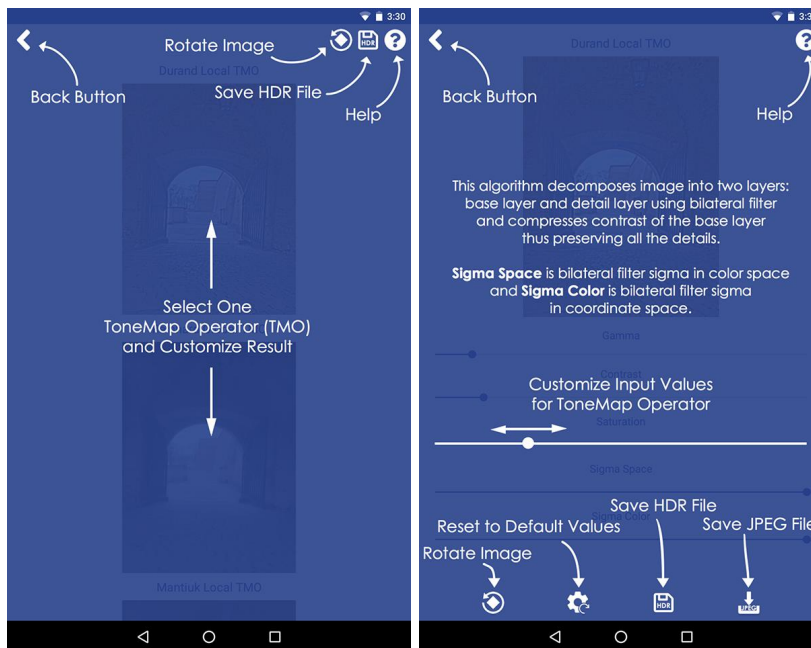 3:30
Rotate Image
HDR
Durand Local TMO
Save HDR File
Back Button
Help
Select One
ToneMap Operator (TMO)
and Customize Result
Mantiuk Local TMO
3:3
Durand Local TMO
Back Button
Help
This algorithm decomposes image into two layers:
base layer and detail layer using bilateral filter
and compresses contrast of the base layer
thus preserving all the details.
Sigma Space is bilateral filter sigma in color space
and Sigma Color is bilateral filter sigma
in coordinate space.
Gamma
Contrast
Customize Input Values
for ToneMap Operator
Saturation
Sigma Space
Save HDR File
Sigma Color
Reset to Default Values
Save JPEG File
Rotate Image
HDR
JPEG